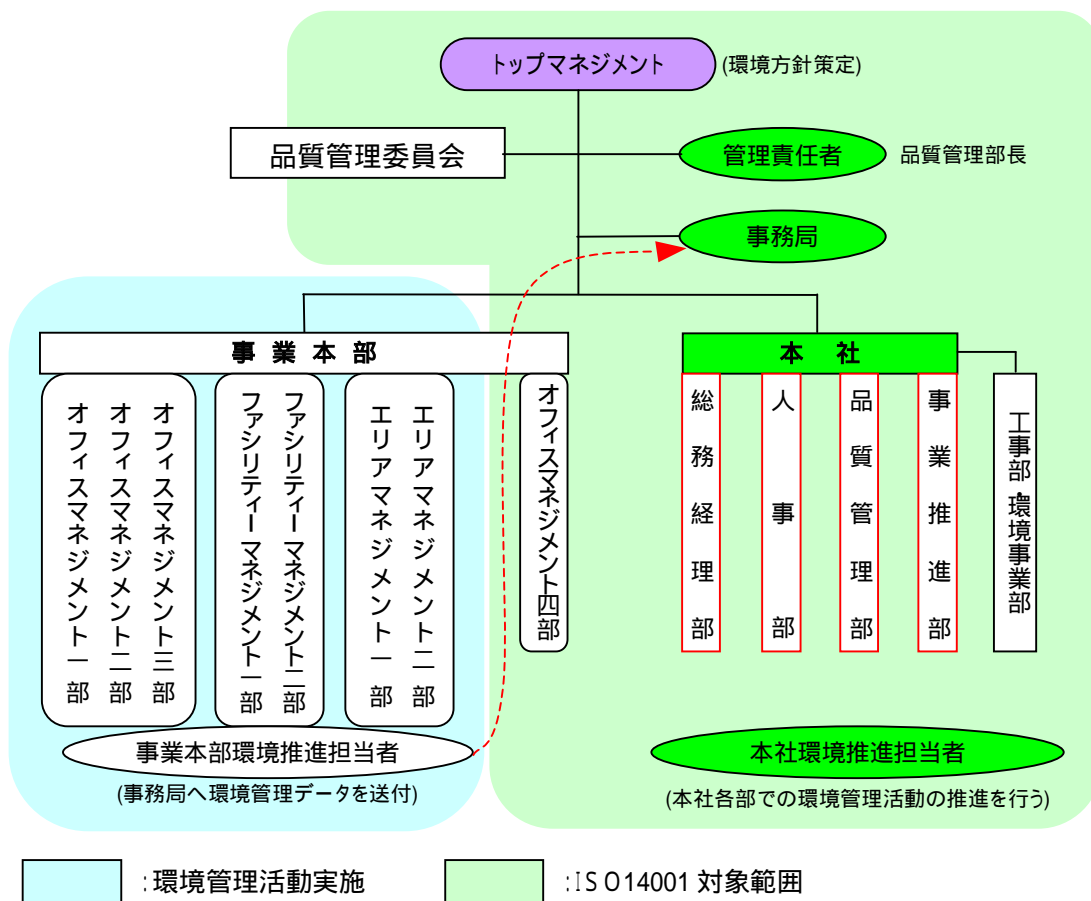 トップマネジメント
(環境方針策定)
品質管理委員会
管理責任者
品質管理部長
事務局
事業本部
本社
オフィスマネジメント一部
オフィスマネジメント二部
オフィスマネジメント三部
ファシリティーマネジメント一部
ファシリティーマネジメント二部
エリアマネジメント一部
エリアマネジメント二部
オフィスマネジメント四部
総務経理部
人事部
品質管理部
事業推進部
工事部・環境事業部
事業本部環境推進担当者
(事務局へ環境管理データを送付)
本社環境推進担当者
(本社各部での環境管理活動の推進を行う)
:環境管理活動実施
:ISO14001 対象範囲